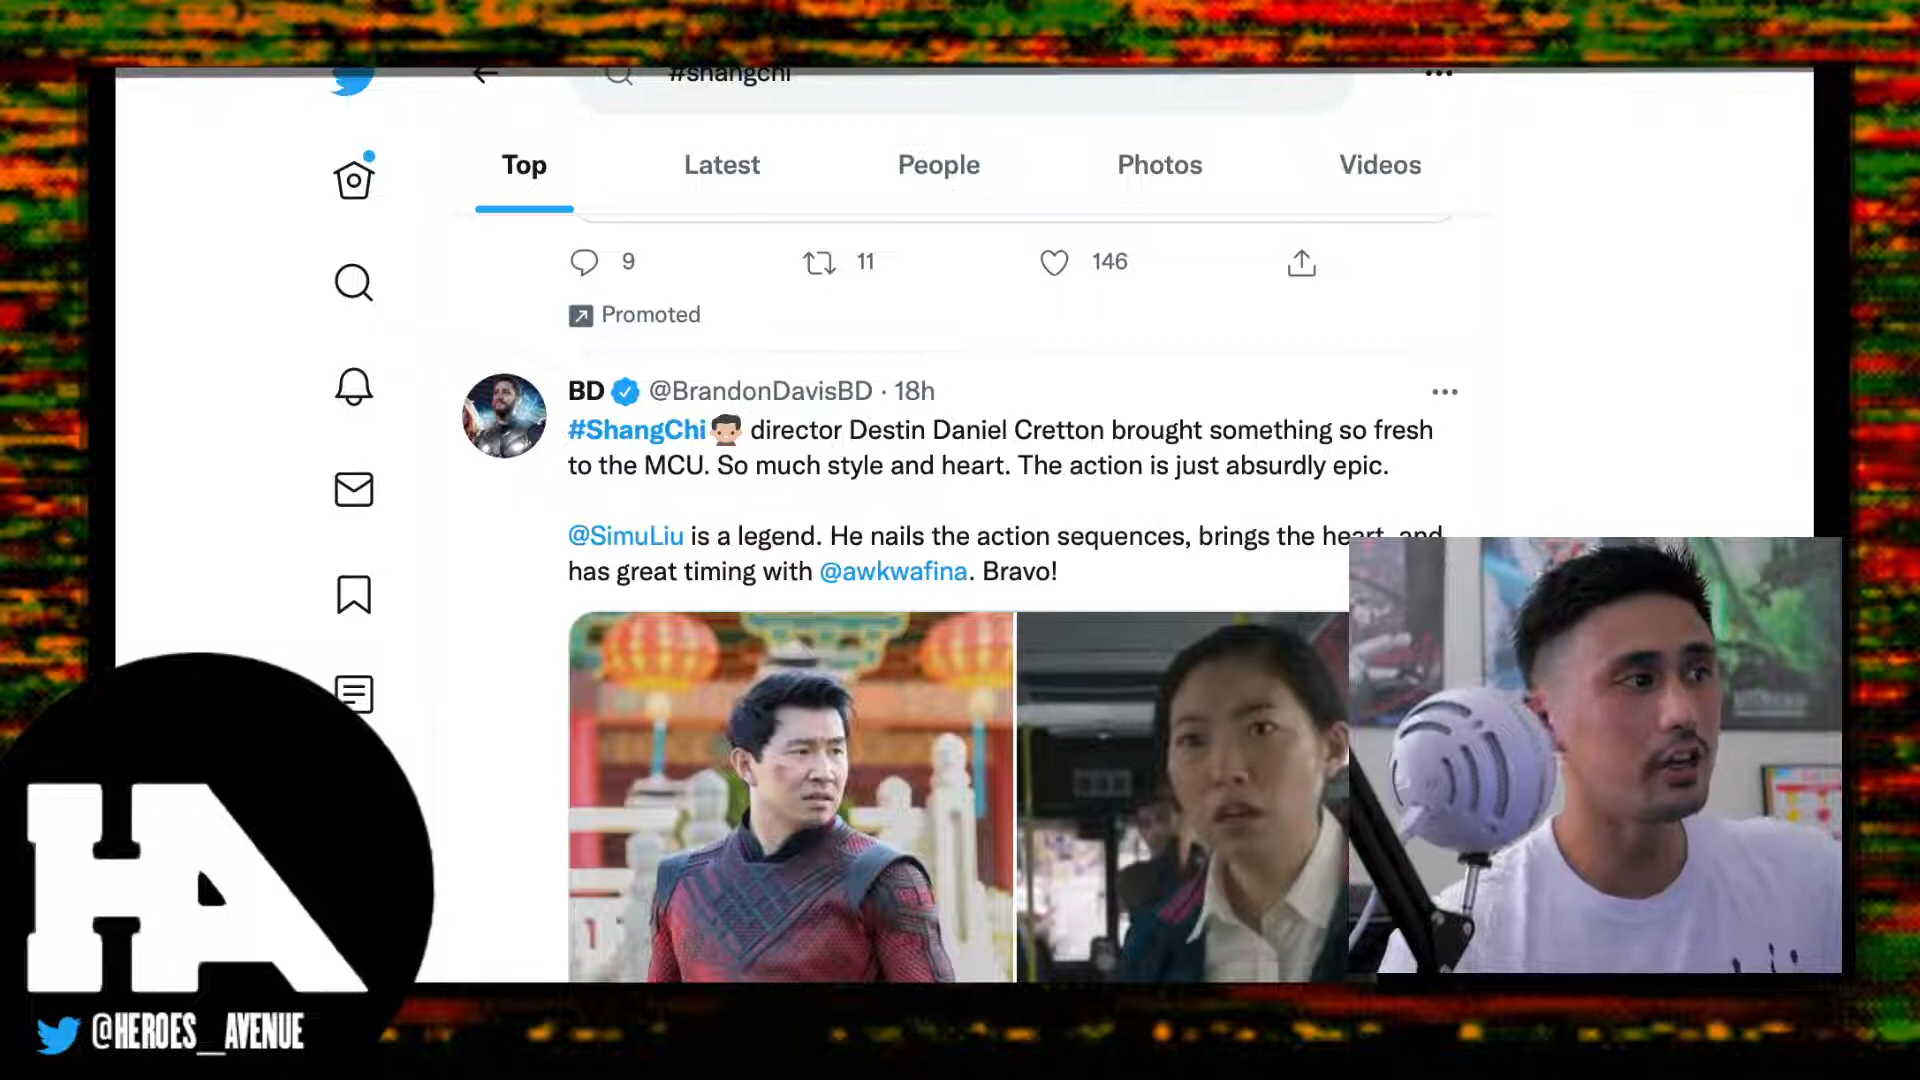 #shangchi
Top Latest People Photos Videos
9 11 146
Promoted
BD @BrandonDavisBD · 18h
#ShangChi director Destin Daniel Cretton brought something so fresh
to the MCU. So much style and heart. The action is just absurdly epic.
@SimuLiu is a legend. He nails the action sequences, brings the heart, and
has great timing with @awkwafina. Bravo!
HA
@HEROES__AVENUE